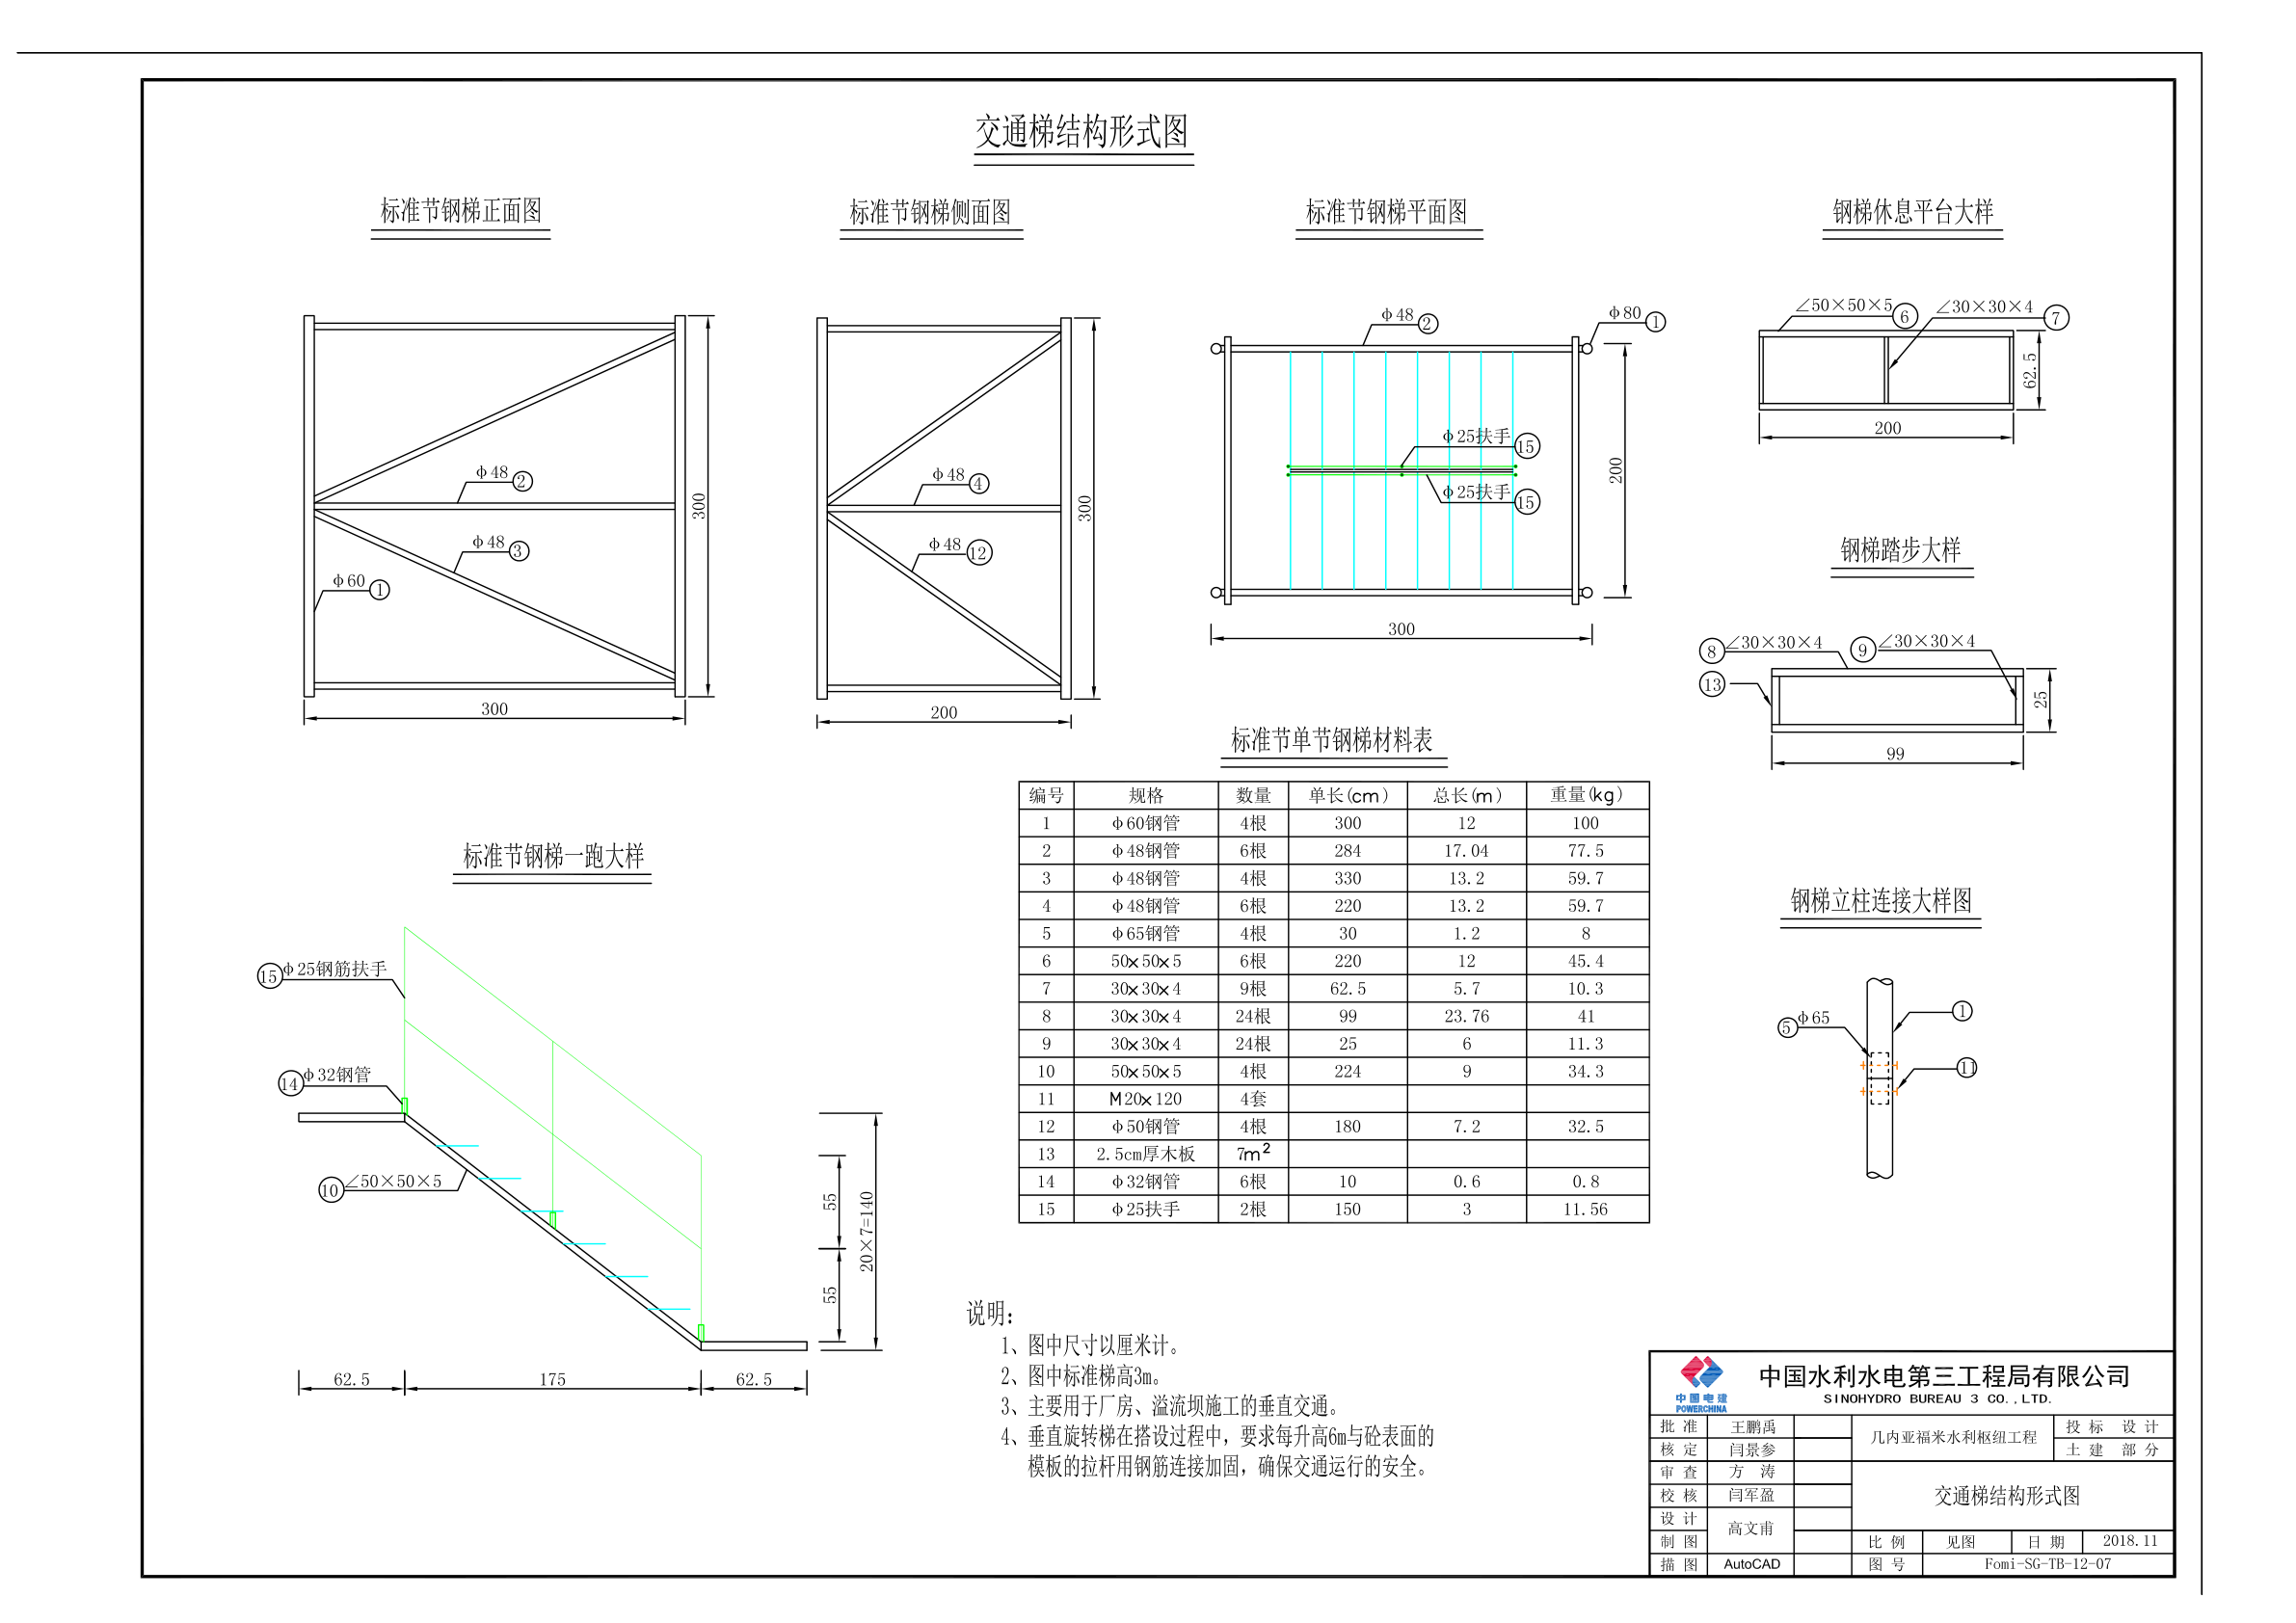 交通梯结构形式图
标准节钢梯正面图
φ48 ②
φ48 ③
φ60 ①
300
300
标准节钢梯侧面图
φ48 ④
φ48 ⑫
300
200
标准节钢梯平面图
φ48 ②
φ80 ①
φ25扶手 ⑮
φ25扶手 ⑮
200
300
钢梯休息平台大样
∠50×50×5 ⑥
∠30×30×4 ⑦
62.5
200
钢梯踏步大样
⑧ ∠30×30×4
⑨ ∠30×30×4
⑬
25
99
标准节钢梯一跑大样
⑮ φ25钢筋扶手
⑭ φ32钢管
⑩ ∠50×50×5
55
55
20×7=140
62.5 175 62.5
标准节单节钢梯材料表
编号 规格 数量 单长(cm) 总长(m) 重量(kg)
1 φ60钢管 4根 300 12 100
2 φ48钢管 6根 284 17.04 77.5
3 φ48钢管 4根 330 13.2 59.7
4 φ48钢管 6根 220 13.2 59.7
5 φ65钢管 4根 30 1.2 8
6 50×50×5 6根 220 12 45.4
7 30×30×4 9根 62.5 5.7 10.3
8 30×30×4 24根 99 23.76 41
9 30×30×4 24根 25 6 11.3
10 50×50×5 4根 224 9 34.3
11 M20×120 4套
12 φ50钢管 4根 180 7.2 32.5
13 2.5cm厚木板 7m²
14 φ32钢管 6根 10 0.6 0.8
15 φ25扶手 2根 150 3 11.56
钢梯立柱连接大样图
⑤ φ65
①
⑪
说明:
1、图中尺寸以厘米计。
2、图中标准梯高3m。
3、主要用于厂房、溢流坝施工的垂直交通。
4、垂直旋转梯在搭设过程中，要求每升高6m与砼表面的
模板的拉杆用钢筋连接加固，确保交通运行的安全。
中国电建
POWERCHINA
中国水利水电第三工程局有限公司
SINOHYDRO BUREAU 3 CO.,LTD.
批准 王鹏禹
核定 闫景参
审查 方涛
校核 闫军盈
设计
制图
高文甫
描图 AutoCAD
几内亚福米水利枢纽工程
投标 设计
土建 部分
交通梯结构形式图
比例 见图 日期 2018.11
图号 Fomi-SG-TB-12-07